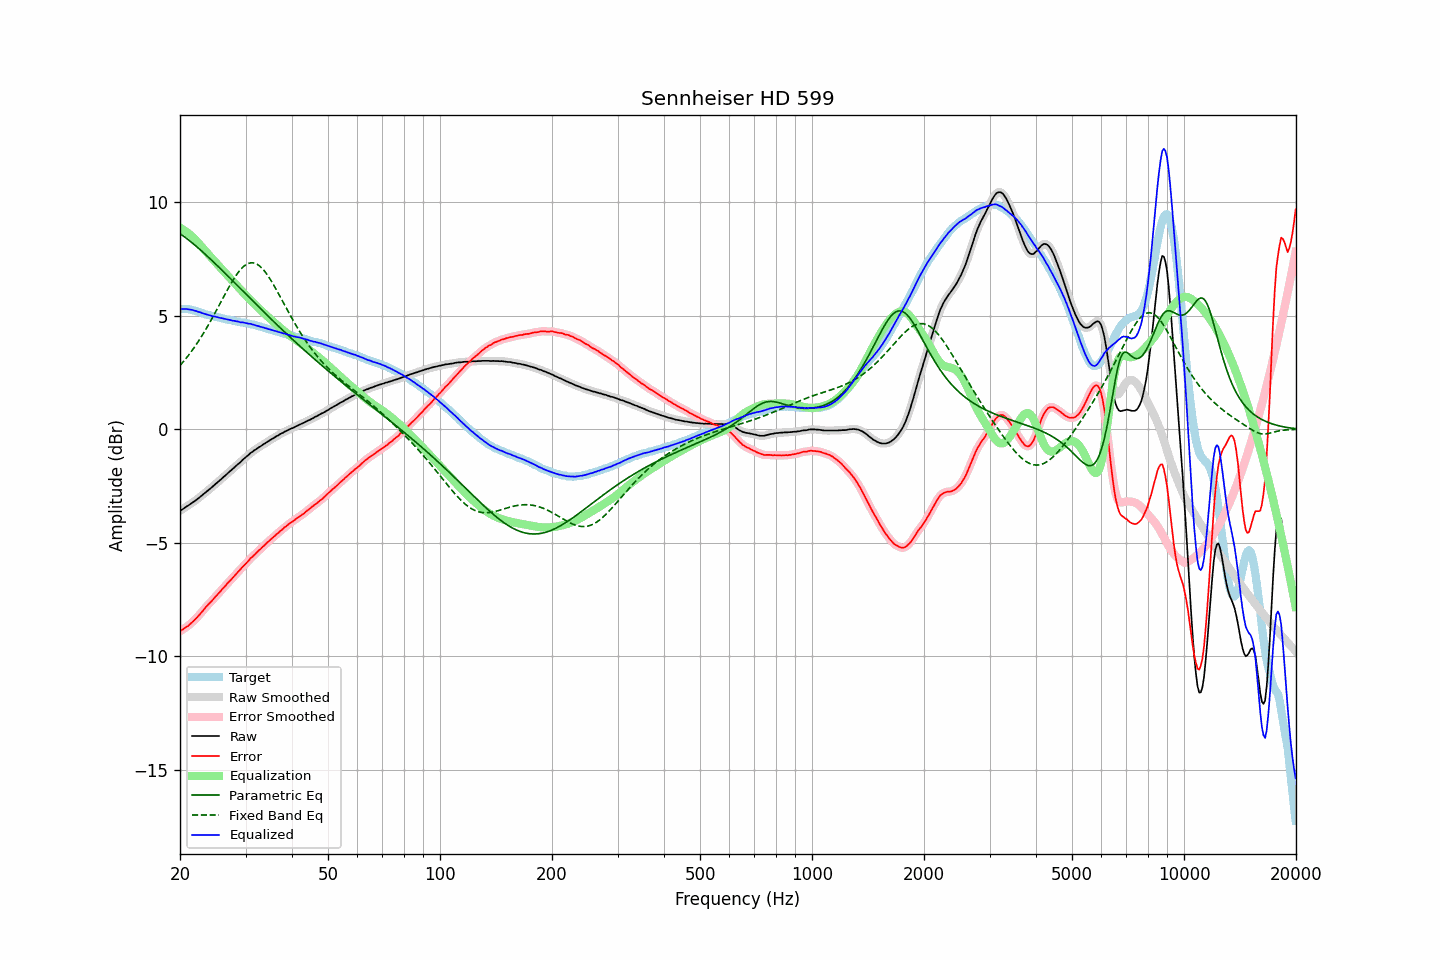 Sennheiser HD 599
Amplitude (dBr)
10
5
0
−5
−10
−15
Target
Raw Smoothed
Error Smoothed
Raw
Error
Equalization
Parametric Eq
Fixed Band Eq
Equalized
20 50 100 200 500 1000 2000 5000 10000 20000
Frequency (Hz)